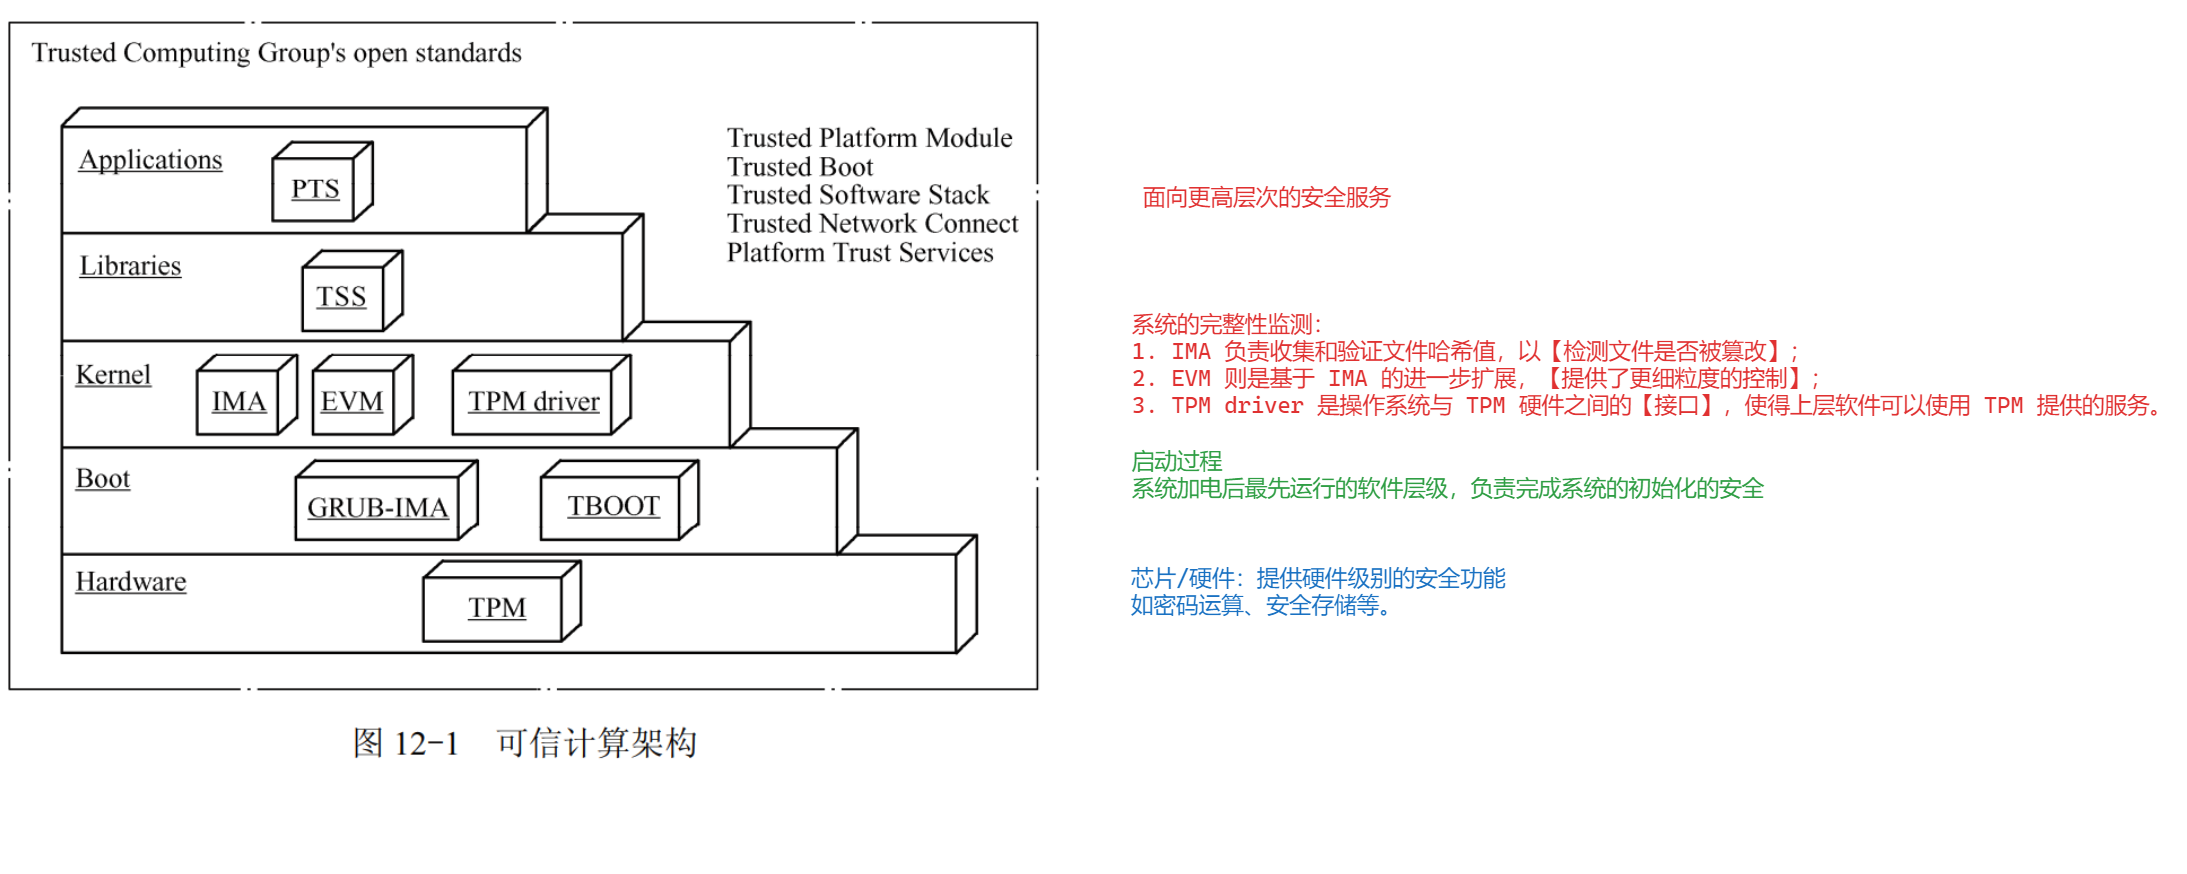 Trusted Computing Group's open standards
Trusted Platform Module
Trusted Boot
Trusted Software Stack
Trusted Network Connect
Platform Trust Services
Applications
PTS
Libraries
TSS
Kernel
IMA
EVM
TPM driver
Boot
GRUB-IMA
TBOOT
Hardware
TPM
图 12-1 可信计算架构
面向更高层次的安全服务
系统的完整性监测：
1. IMA 负责收集和验证文件哈希值，以【检测文件是否被篡改】；
2. EVM 则是基于 IMA 的进一步扩展，【提供了更细粒度的控制】；
3. TPM driver 是操作系统与 TPM 硬件之间的【接口】，使得上层软件可以使用 TPM 提供的服务。
启动过程
系统加电后最先运行的软件层级，负责完成系统的初始化的安全
芯片/硬件：提供硬件级别的安全功能
如密码运算、安全存储等。